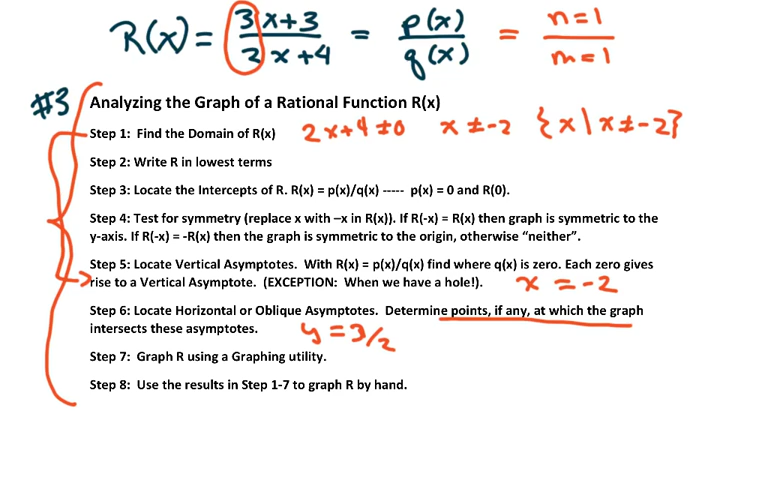 R(x) = 3x+3 / 2x+4 = p(x) / q(x) = n=1 / m=1
#3 Analyzing the Graph of a Rational Function R(x)
Step 1: Find the Domain of R(x) 2x+4≠0 x≠-2 {x|x≠-2}
Step 2: Write R in lowest terms
Step 3: Locate the Intercepts of R. R(x) = p(x)/q(x) ----- p(x) = 0 and R(0).
Step 4: Test for symmetry (replace x with –x in R(x)). If R(-x) = R(x) then graph is symmetric to the
y-axis. If R(-x) = -R(x) then the graph is symmetric to the origin, otherwise “neither”.
Step 5: Locate Vertical Asymptotes. With R(x) = p(x)/q(x) find where q(x) is zero. Each zero gives
rise to a Vertical Asymptote. (EXCEPTION: When we have a hole!). x = -2
Step 6: Locate Horizontal or Oblique Asymptotes. Determine points, if any, at which the graph
intersects these asymptotes. y = 3/2
Step 7: Graph R using a Graphing utility.
Step 8: Use the results in Step 1-7 to graph R by hand.